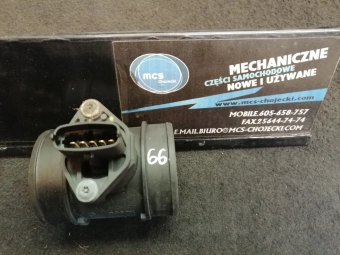 MECHANICZNE
CZĘŚCI SAMOCHODOWE
NOWE I UŻYWANE
mcs
www.mcs-chojecki.com
MOBILE.605-658-757
FAX.25644-74-74
E.MAIL.BIURO@MCS-CHOJECKI.COM
66